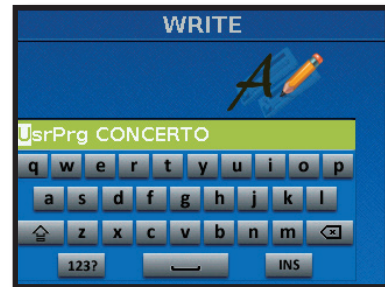 WRITE
A
UsrPrg CONCERTO
q w e r t y u i o p
a s d f g h j k l
z x c v b n m
123? INS